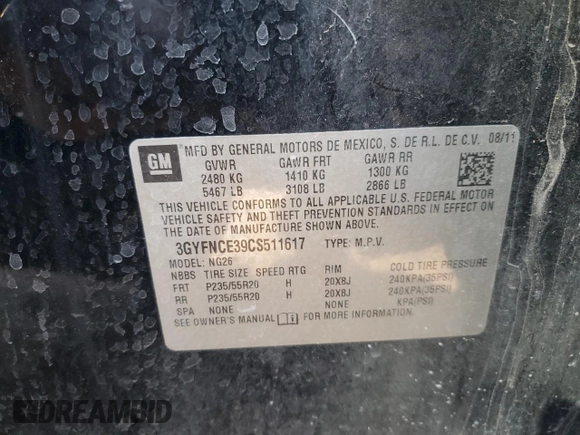 GM
MFD BY GENERAL MOTORS DE MEXICO, S. DE R.L. DE C.V. 08/11
GVWR GAWR FRT GAWR RR
2480 KG 1410 KG 1300 KG
5467 LB 3108 LB 2866 LB
THIS VEHICLE CONFORMS TO ALL APPLICABLE U.S. FEDERAL MOTOR
VEHICLE SAFETY AND THEFT PREVENTION STANDARDS IN EFFECT ON
THE DATE OF MANUFACTURE SHOWN ABOVE.
3GYFNCE39CS511617 TYPE: M.P.V.
MODEL: NG26
NBBS TIRE SIZE SPEED RTG RIM COLD TIRE PRESSURE
FRT P235/55R20 H 20X8J 240KPA(35PSI)
RR P235/55R20 H 20X8J 240KPA(35PSI)
SPA NONE NONE KPA(PSI)
SEE OWNER'S MANUAL FOR MORE INFORMATION.
DREAMBID